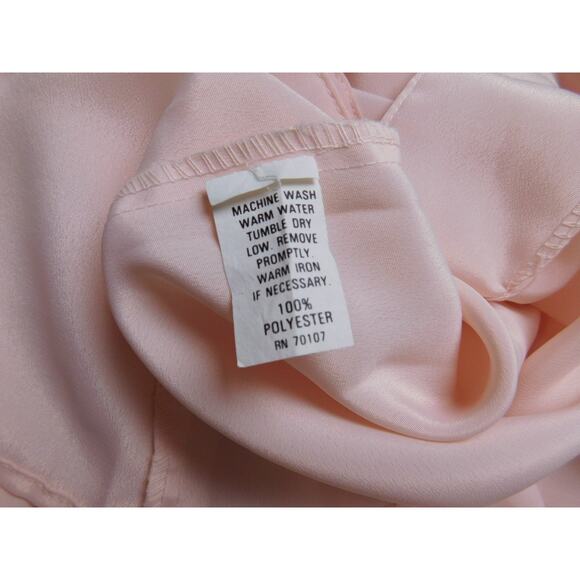 MACHINE WASH
WARM WATER
TUMBLE DRY
LOW. REMOVE
PROMPTLY.
WARM IRON
IF NECESSARY.
100%
POLYESTER
RN 70107